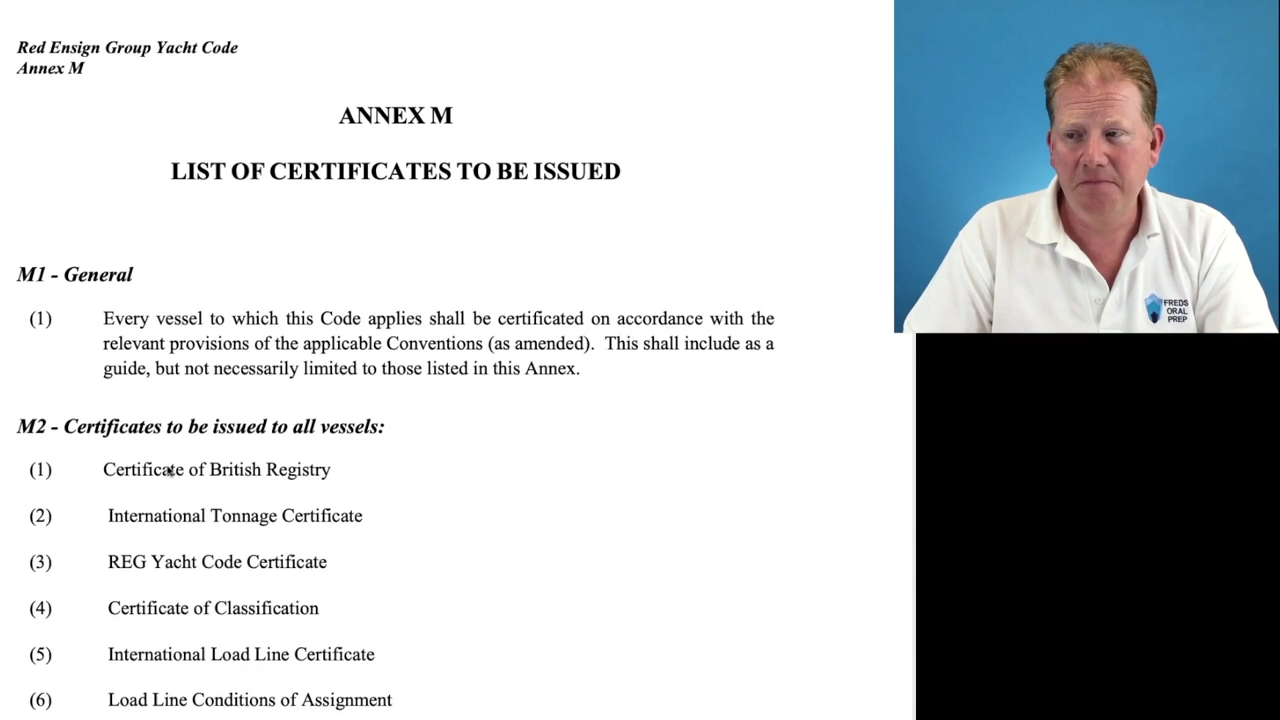 Red Ensign Group Yacht Code
Annex M
ANNEX M
LIST OF CERTIFICATES TO BE ISSUED
M1 - General
(1) Every vessel to which this Code applies shall be certificated on accordance with the
relevant provisions of the applicable Conventions (as amended). This shall include as a
guide, but not necessarily limited to those listed in this Annex.
M2 - Certificates to be issued to all vessels:
(1) Certificate of British Registry
(2) International Tonnage Certificate
(3) REG Yacht Code Certificate
(4) Certificate of Classification
(5) International Load Line Certificate
(6) Load Line Conditions of Assignment
FREDS
ORAL
PREP